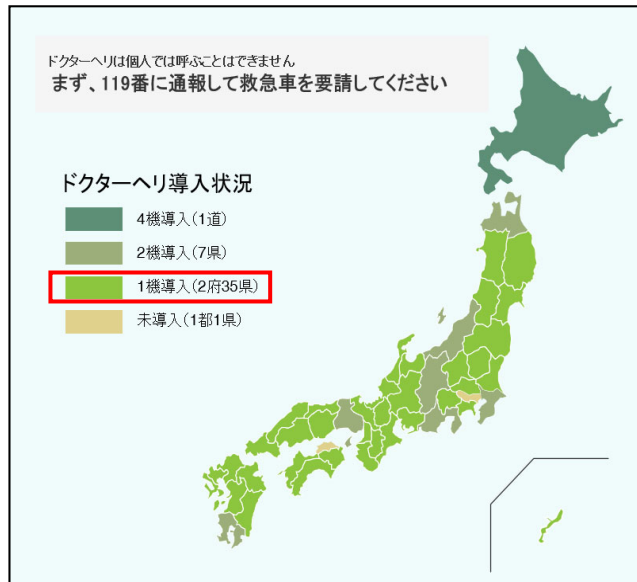 ドクターヘリは個人では呼ぶことはできません
まず、119番に通報して救急車を要請してください
ドクターヘリ導入状況
4機導入(1道)
2機導入(7県)
1機導入(2府35県)
未導入(1都1県)